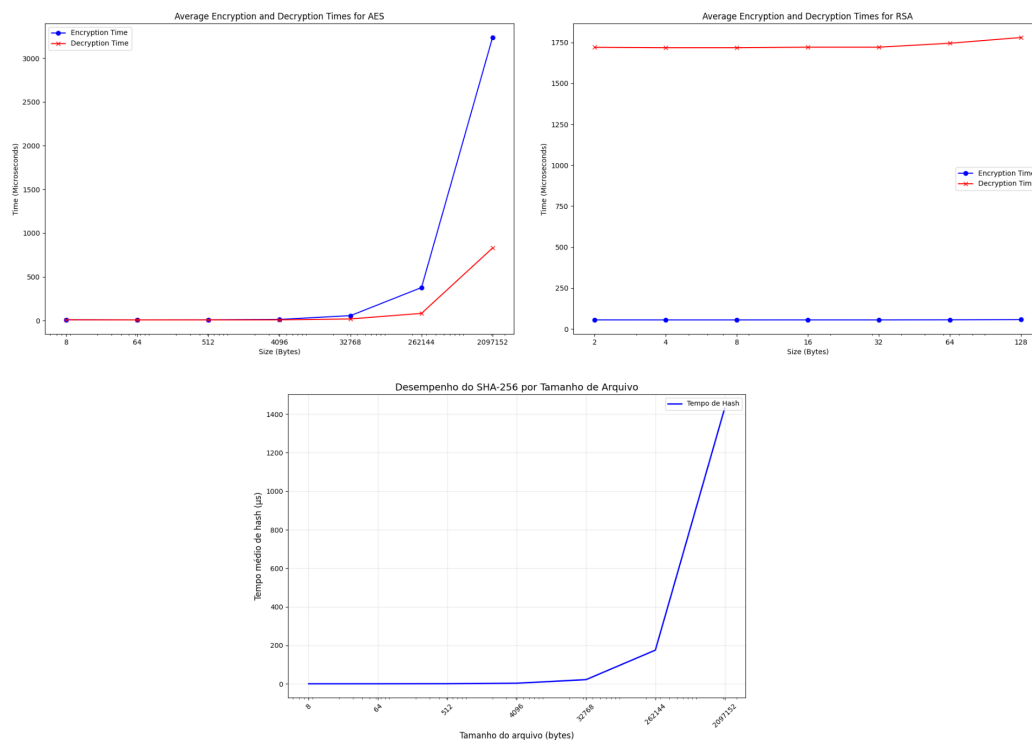 Average Encryption and Decryption Times for AES
Encryption Time
Decryption Time
3000
2500
2000
1500
1000
500
0
Time (Microseconds)
8 64 512 4096 32768 262144 2097152
Size (Bytes)
Average Encryption and Decryption Times for RSA
1750
1500
1250
1000
750
500
250
0
Time (Microseconds)
Encryption Time
Decryption Time
2 4 8 16 32 64 128
Size (Bytes)
Desempenho do SHA-256 por Tamanho de Arquivo
Tempo de Hash
1400
1200
1000
800
600
400
200
0
Tempo médio de hash (µs)
8 64 512 4096 32768 262144 2097152
Tamanho do arquivo (bytes)